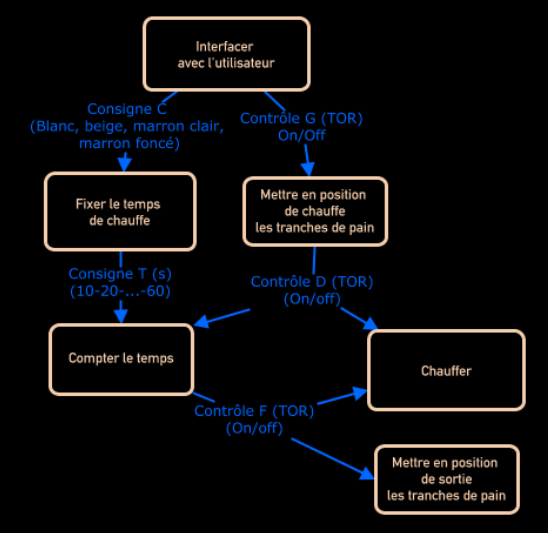 Interfacer
avec l'utilisateur
Consigne C
(Blanc, beige, marron clair,
marron foncé)
Contrôle G (TOR)
On/Off
Fixer le temps
de chauffe
Mettre en position
de chauffe
les tranches de pain
Consigne T (s)
(10-20-...-60)
Contrôle D (TOR)
(On/off)
Compter le temps
Chauffer
Contrôle F (TOR)
(On/off)
Mettre en position
de sortie
les tranches de pain